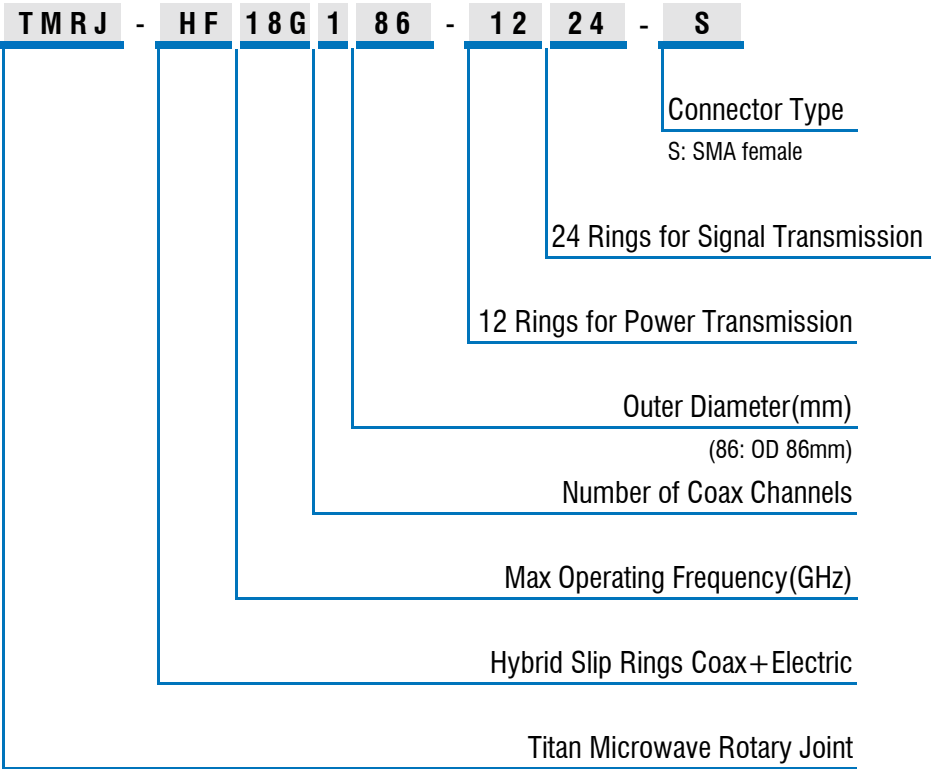 TMRJ - HF 18G 1 86 - 12 24 - S
Connector Type
S: SMA female
24 Rings for Signal Transmission
12 Rings for Power Transmission
Outer Diameter(mm)
(86: OD 86mm)
Number of Coax Channels
Max Operating Frequency(GHz)
Hybrid Slip Rings Coax+Electric
Titan Microwave Rotary Joint